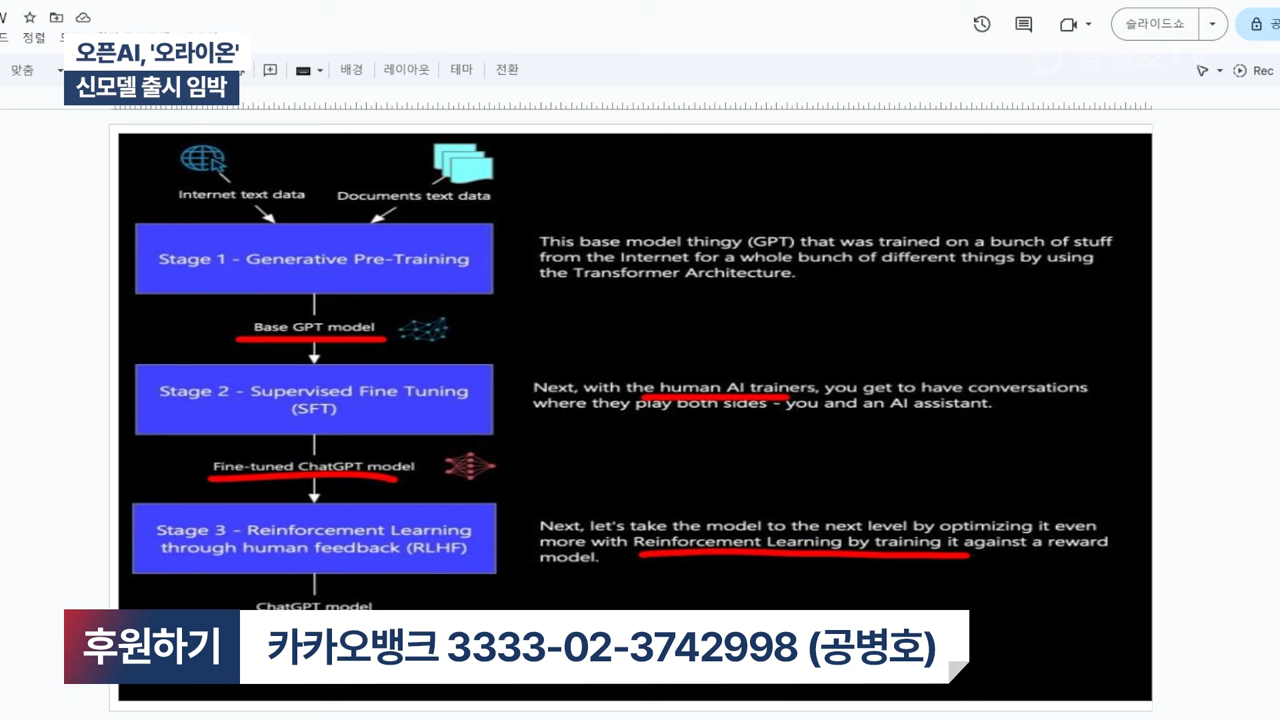 정렬
슬라이드쇼
오픈AI, '오라이온'
신모델 출시 임박
맞춤
배경
레이아웃
테마
전환
Rec
Internet text data
Documents text data
Stage 1 - Generative Pre-Training
This base model thingy (GPT) that was trained on a bunch of stuff
from the Internet for a whole bunch of different things by using
the Transformer Architecture.
Base GPT model
Stage 2 - Supervised Fine Tuning
(SFT)
Next, with the human AI trainers, you get to have conversations
where they play both sides - you and an AI assistant.
Fine-tuned ChatGPT model
Stage 3 - Reinforcement Learning
through human feedback (RLHF)
Next, let's take the model to the next level by optimizing it even
more with Reinforcement Learning by training it against a reward
model.
ChatGPT model
후원하기
카카오뱅크 3333-02-3742998 (공병호)